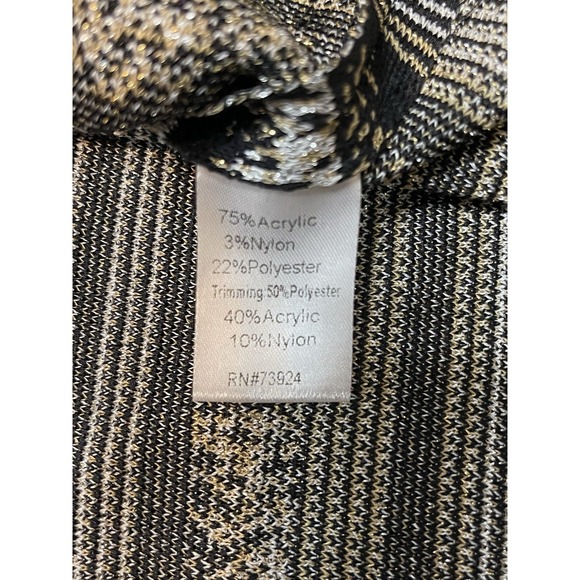 75%Acrylic
3%Nylon
22%Polyester
Trimming:50%Polyester
40%Acrylic
10%Nylon
RN#73924